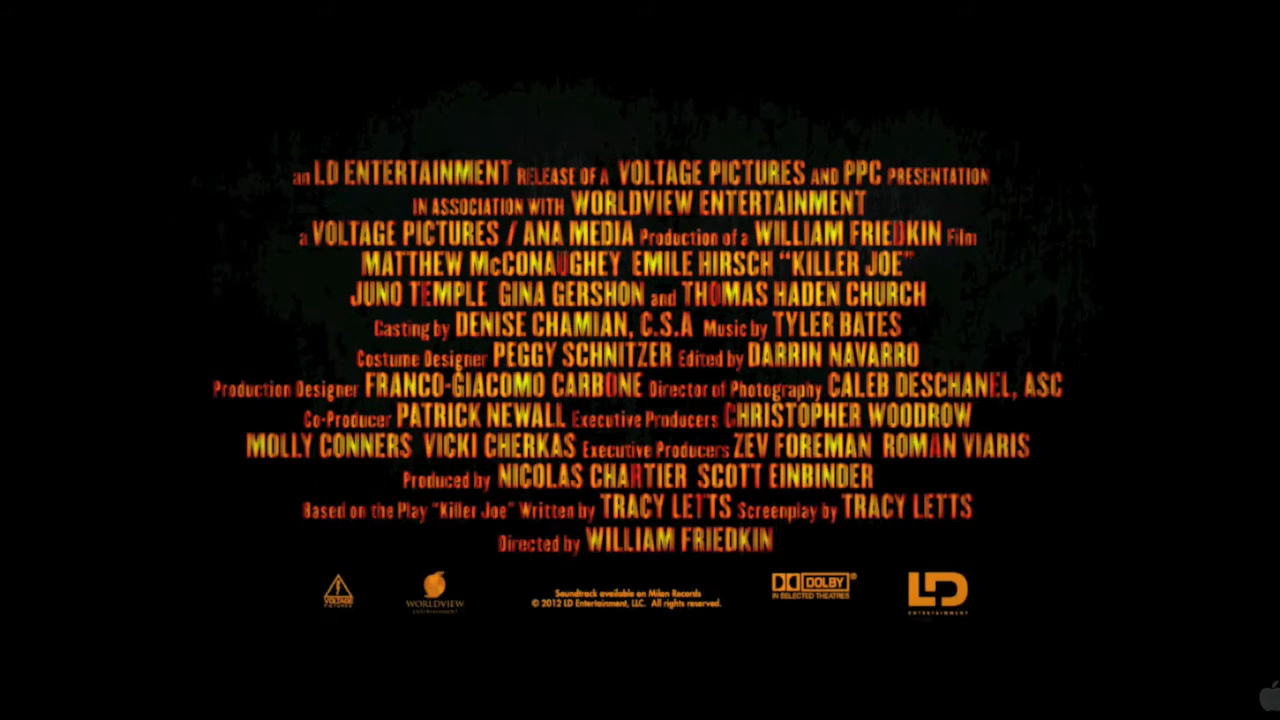 an LD ENTERTAINMENT RELEASE OF A VOLTAGE PICTURES AND PPC PRESENTATION
IN ASSOCIATION WITH WORLDVIEW ENTERTAINMENT
a VOLTAGE PICTURES / ANA MEDIA Production of a WILLIAM FRIEDKIN Film
MATTHEW McCONAUGHEY EMILE HIRSCH “KILLER JOE”
JUNO TEMPLE GINA GERSHON and THOMAS HADEN CHURCH
Casting by DENISE CHAMIAN, C.S.A Music by TYLER BATES
Costume Designer PEGGY SCHNITZER Edited by DARRIN NAVARRO
Production Designer FRANCO-GIACOMO CARBONE Director of Photography CALEB DESCHANEL, ASC
Co-Producer PATRICK NEWALL Executive Producers CHRISTOPHER WOODROW
MOLLY CONNERS VICKI CHERKAS Executive Producers ZEV FOREMAN ROMAN VIARIS
Produced by NICOLAS CHARTIER SCOTT EINBINDER
Based on the Play “Killer Joe” Written by TRACY LETTS Screenplay by TRACY LETTS
Directed by WILLIAM FRIEDKIN
VOLTAGE
PICTURES
WORLDVIEW
ENTERTAINMENT
Soundtrack available on Milan Records
© 2012 LD Entertainment, LLC. All rights reserved.
DOLBY®
IN SELECTED THEATRES
LD
ENTERTAINMENT